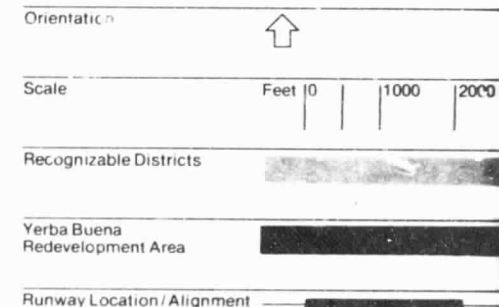 Orientation
Scale
Feet 0 1000 2000
Recognizable Districts
Yerba Buena
Redevelopment Area
Runway Location/Alignment